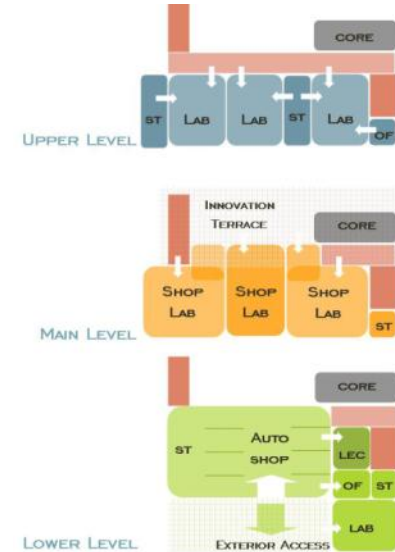 CORE
ST
LAB
LAB
ST
LAB
OF
UPPER LEVEL
INNOVATION
TERRACE
CORE
SHOP
LAB
SHOP
LAB
SHOP
LAB
ST
MAIN LEVEL
CORE
ST
AUTO
SHOP
LEC
OF
ST
LAB
LOWER LEVEL
EXTERIOR ACCESS